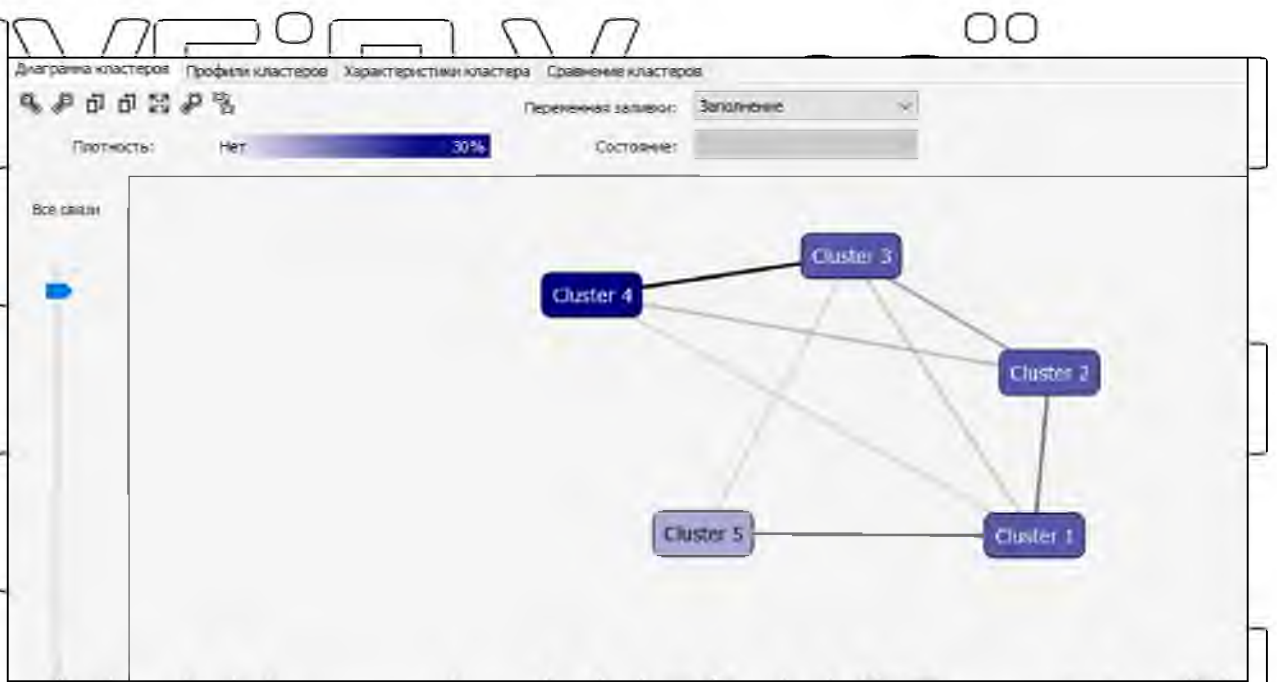 Диаграмма кластеров Профили кластеров Характеристики кластера Сравнение кластеров
Переменная заливки: Заполнение
Плотность: Нет 30% Состояние:
Все связи
Cluster 3
Cluster 4
Cluster 2
Cluster 5
Cluster 1